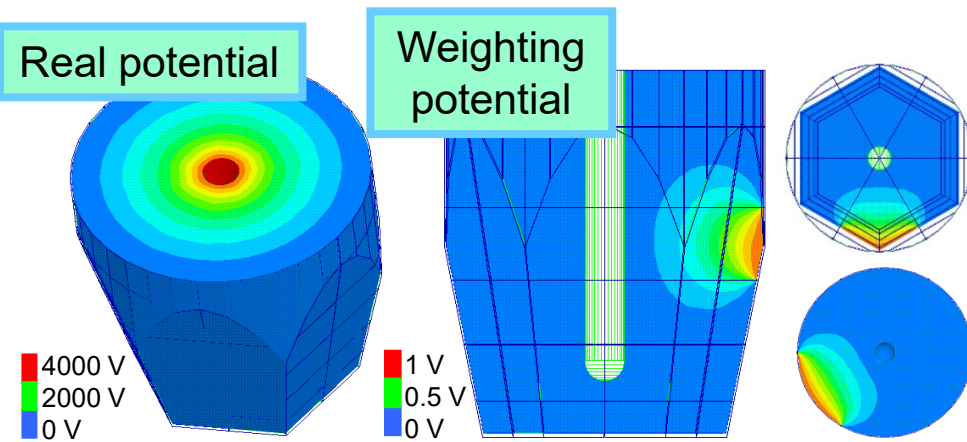 Real potential
Weighting
potential
4000 V
2000 V
0 V
1 V
0.5 V
0 V